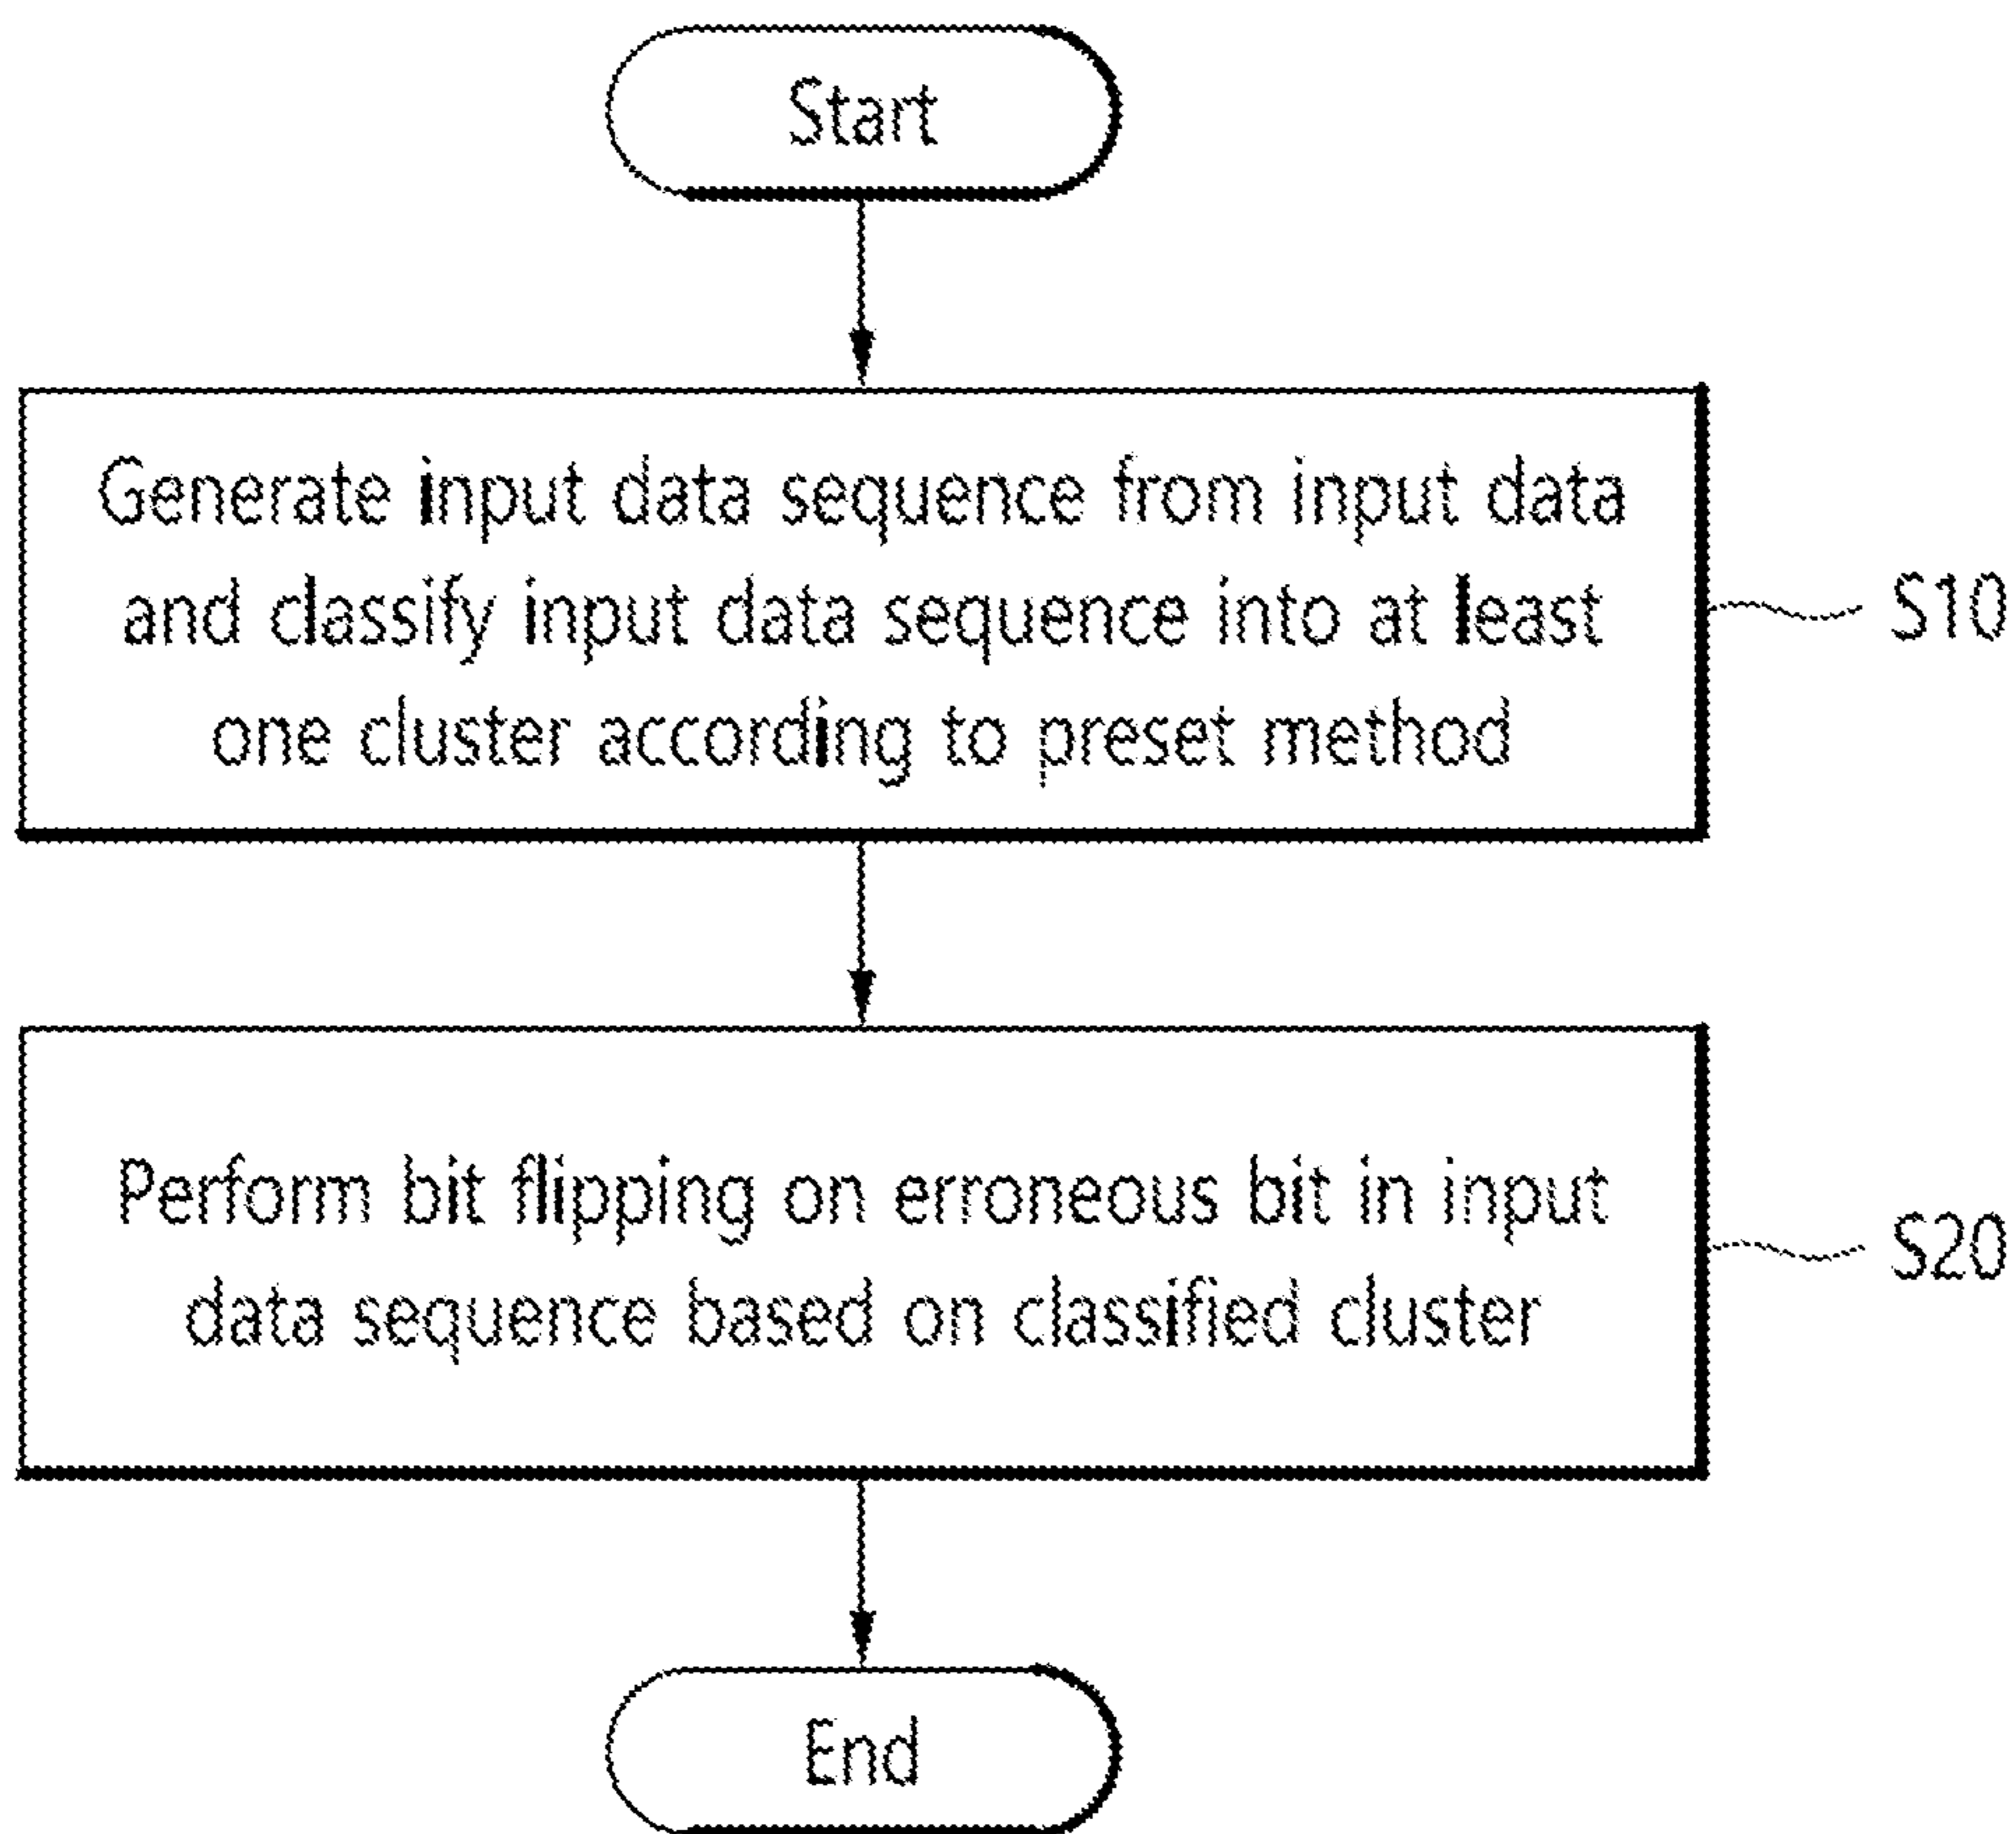 Start
Generate input data sequence from input data
and classify input data sequence into at least
one cluster according to preset method
S10
Perform bit flipping on erroneous bit in input
data sequence based on classified cluster
S20
End